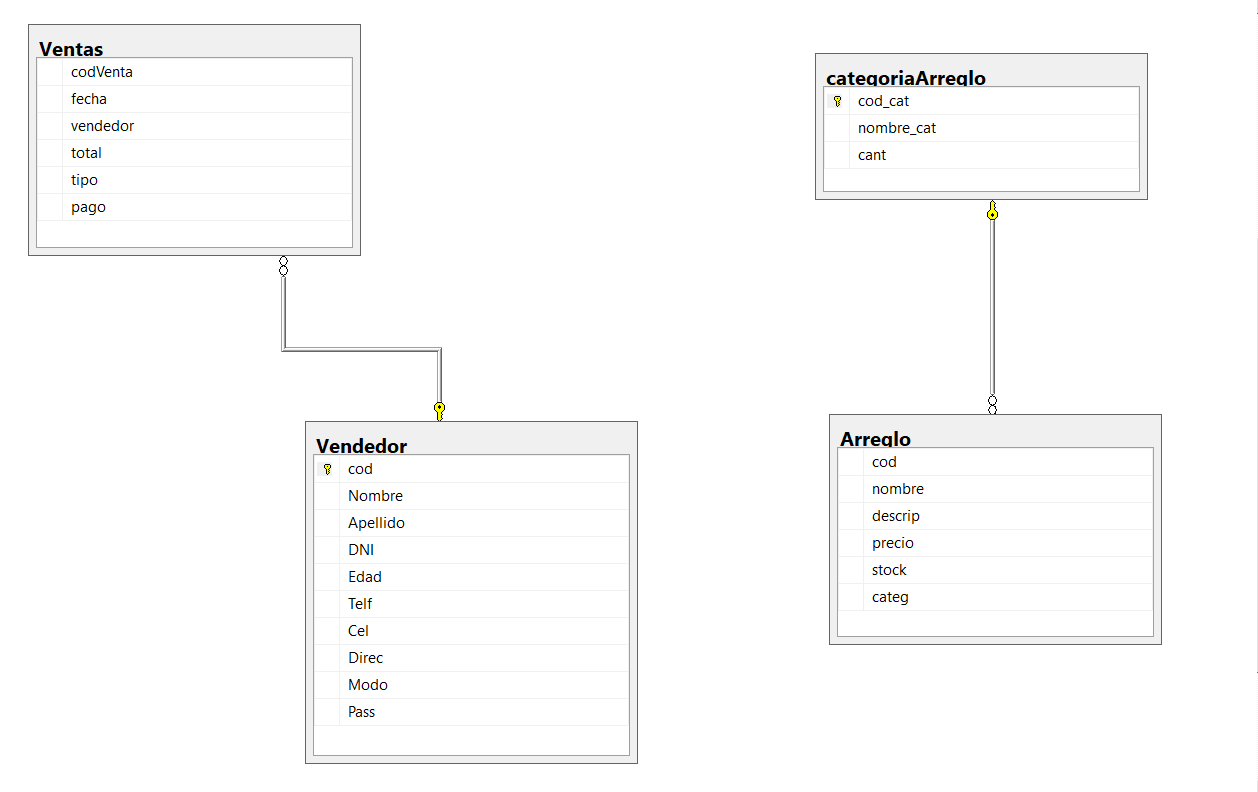 Ventas
codVenta
fecha
vendedor
total
tipo
pago
categoriaArreglo
cod_cat
nombre_cat
cant
Vendedor
cod
Nombre
Apellido
DNI
Edad
Telf
Cel
Direc
Modo
Pass
Arreglo
cod
nombre
descrip
precio
stock
categ